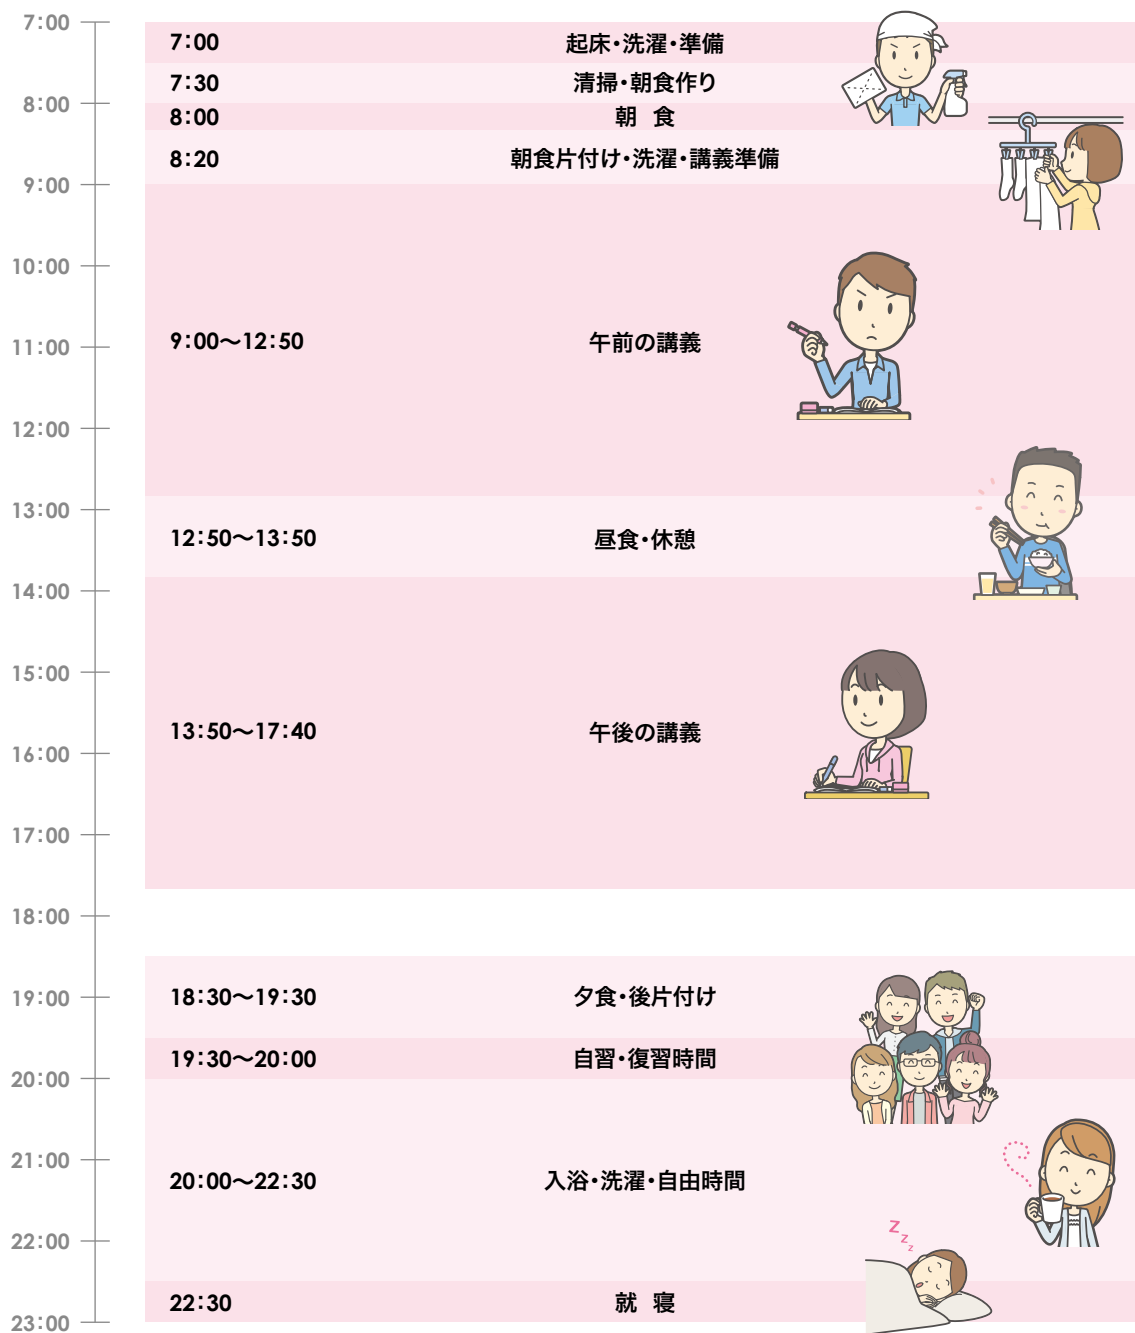 7:00
7:00 起床・洗濯・準備
7:30 清掃・朝食作り
8:00
8:00 朝 食
8:20 朝食片付け・洗濯・講義準備
9:00
10:00
11:00
9:00〜12:50 午前の講義
12:00
13:00
12:50〜13:50 昼食・休憩
14:00
15:00
13:50〜17:40 午後の講義
16:00
17:00
18:00
19:00
18:30〜19:30 夕食・後片付け
19:30〜20:00 自習・復習時間
20:00
21:00
20:00〜22:30 入浴・洗濯・自由時間
22:00
z
z
z
22:30 就 寝
23:00